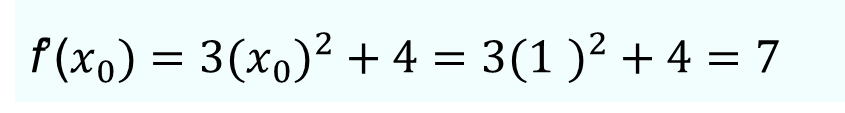 f'(x₀) = 3(x₀)² + 4 = 3(1 )² + 4 = 7